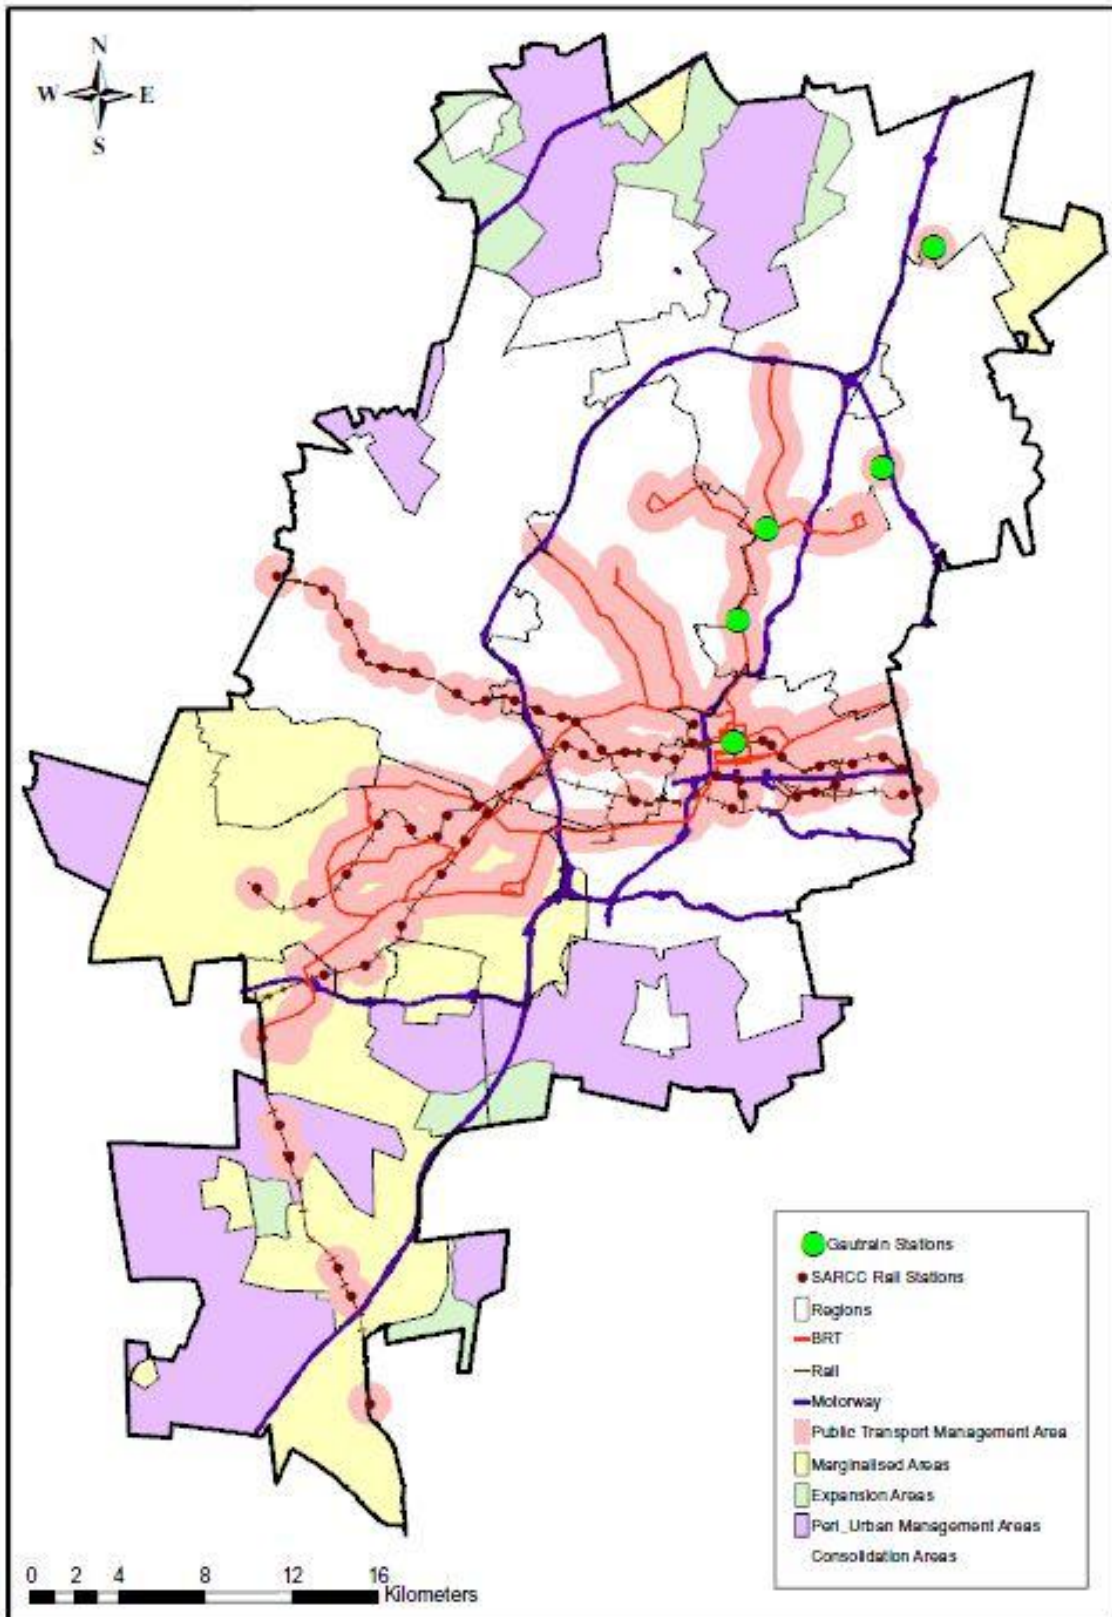 N
W E
S
Gautrain Stations
SARCC Rail Stations
Regions
BRT
Rail
Motorway
Public Transport Management Area
Marginalised Areas
Expansion Areas
Peri_Urban Management Areas
Consolidation Areas
0 2 4 8 12 16
Kilometers